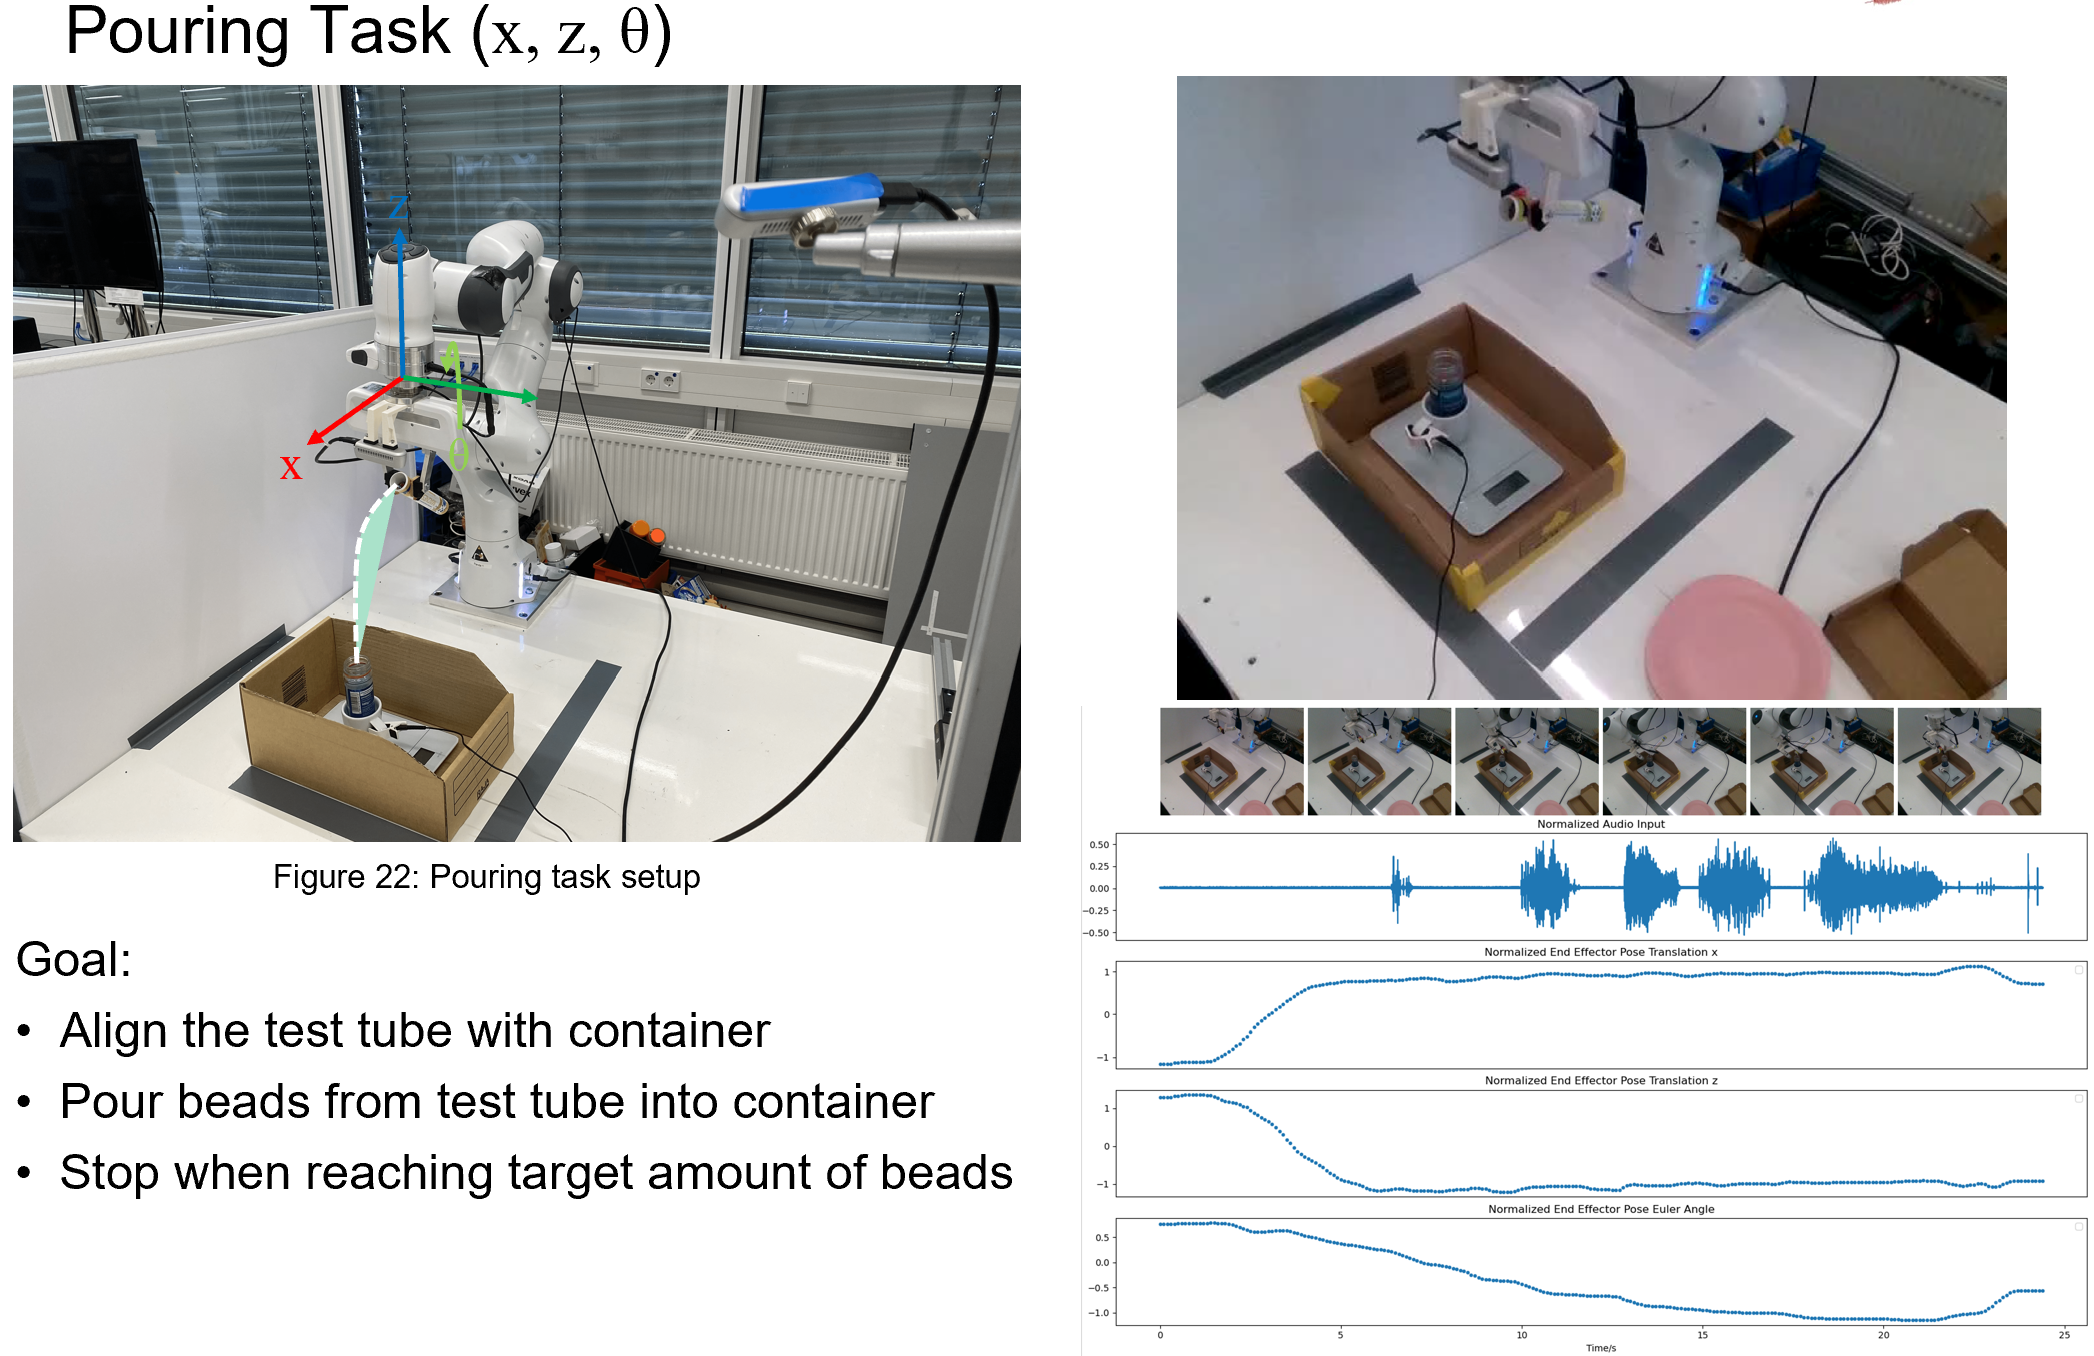 Pouring Task (x, z, θ)
z
x
θ
Figure 22: Pouring task setup
Goal:
• Align the test tube with container
• Pour beads from test tube into container
• Stop when reaching target amount of beads
Normalized Audio Input
0.50
0.25
0.00
−0.25
−0.50
Normalized End Effector Pose Translation x
1
0
−1
Normalized End Effector Pose Translation z
1
0
−1
Normalized End Effector Pose Euler Angle
0.5
0.0
−0.5
−1.0
0 5 10 15 20 25
Time/s